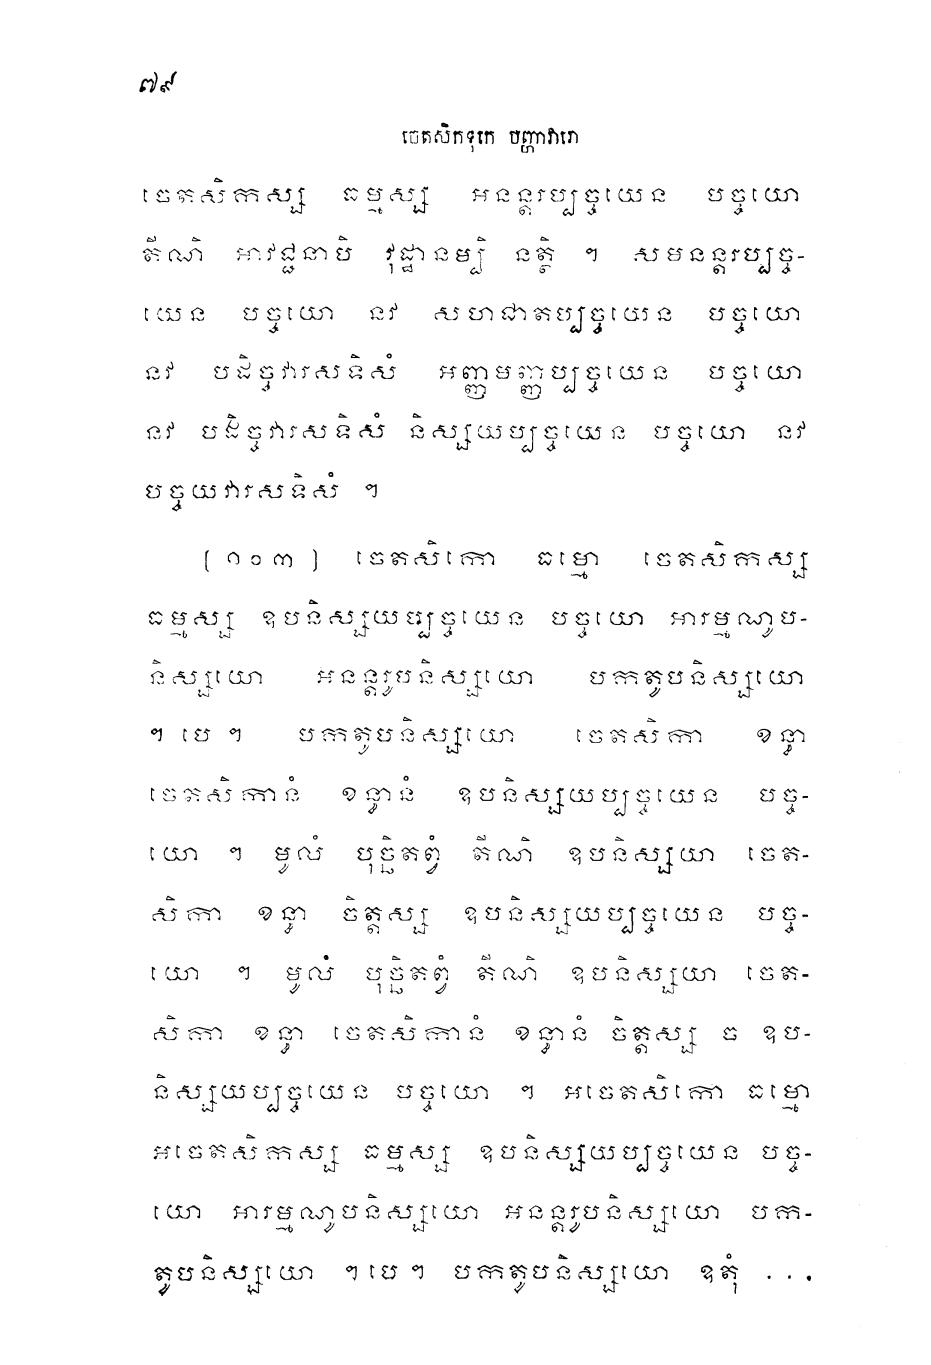 ៧៩
ចេតសិកទុកេ បញ្ហាវារោ
ចេតសិកស្ស ធម្មស្ស អនន្តរប្បច្ចយេន បច្ចយោ
តីណិ អាវជ្ជនាបិ វុដ្ឋានម្បិ នត្ថិ ។ សមនន្តរប្បច្ច-
យេន បច្ចយោ នវ សហជាតប្បច្ចយេន បច្ចយោ
នវ បដិច្ចវារសទិសំ អញ្ញមញ្ញប្បច្ចយេន បច្ចយោ
នវ បដិច្ចវារសទិសំ និស្សយប្បច្ចយេន បច្ចយោ នវ
បច្ចយវារសទិសំ ។
[១០៣] ចេតសិកោ ធម្មោ ចេតសិកស្ស
ធម្មស្ស ឧបនិស្សយប្បច្ចយេន បច្ចយោ អារម្មណូប-
និស្សយោ អនន្តរូបនិស្សយោ បកតូបនិស្សយោ
។ បេ ។ បកតូបនិស្សយោ ចេតសិកា ខន្ធា
ចេតសិកានំ ខន្ធានំ ឧបនិស្សយប្បច្ចយេន បច្ច-
យោ ។ មូលំ បុច្ឆិតព្វំ តីណិ ឧបនិស្សយា ចេត-
សិកា ខន្ធា ចិត្តស្ស ឧបនិស្សយប្បច្ចយេន បច្ច-
យោ ។ មូលំ បុច្ឆិតព្វំ តីណិ ឧបនិស្សយា ចេត-
សិកា ខន្ធា ចេតសិកានំ ខន្ធានំ ចិត្តស្ស ច ឧប-
និស្សយប្បច្ចយេន បច្ចយោ ។ អចេតសិកោ ធម្មោ
អចេតសិកស្ស ធម្មស្ស ឧបនិស្សយប្បច្ចយេន បច្ច-
យោ អារម្មណូបនិស្សយោ អនន្តរូបនិស្សយោ បក-
តូបនិស្សយោ ។ បេ ។ បកតូបនិស្សយោ ឧតុំ ...